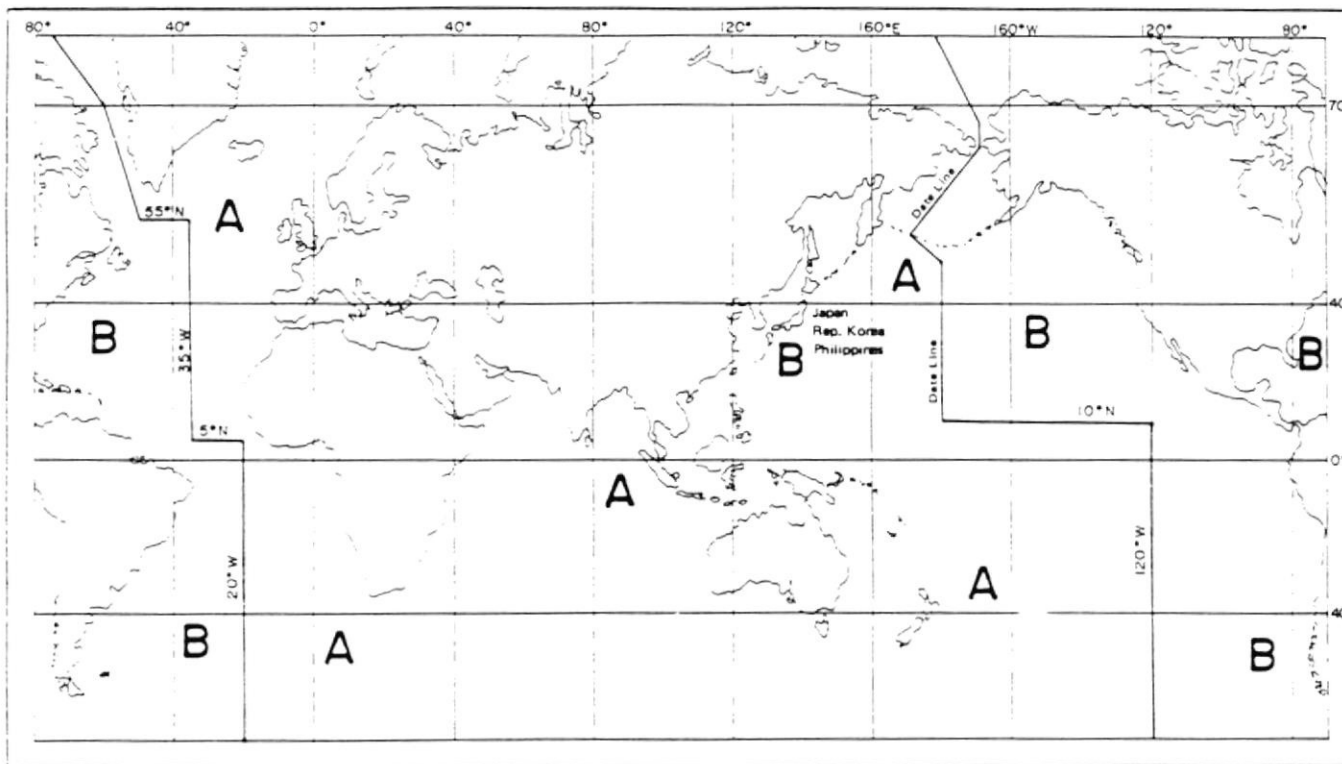 80° 40° 0° 40° 80° 120° 160°E 160°W 120° 80°
70
55° N
A
Date Line
A
40
Japan
Rep. Korea
Philippines
B
35° W
B
B
B
Date Line
10° N
5° N
0°
A
20° W
120° W
A
40
B
A
B